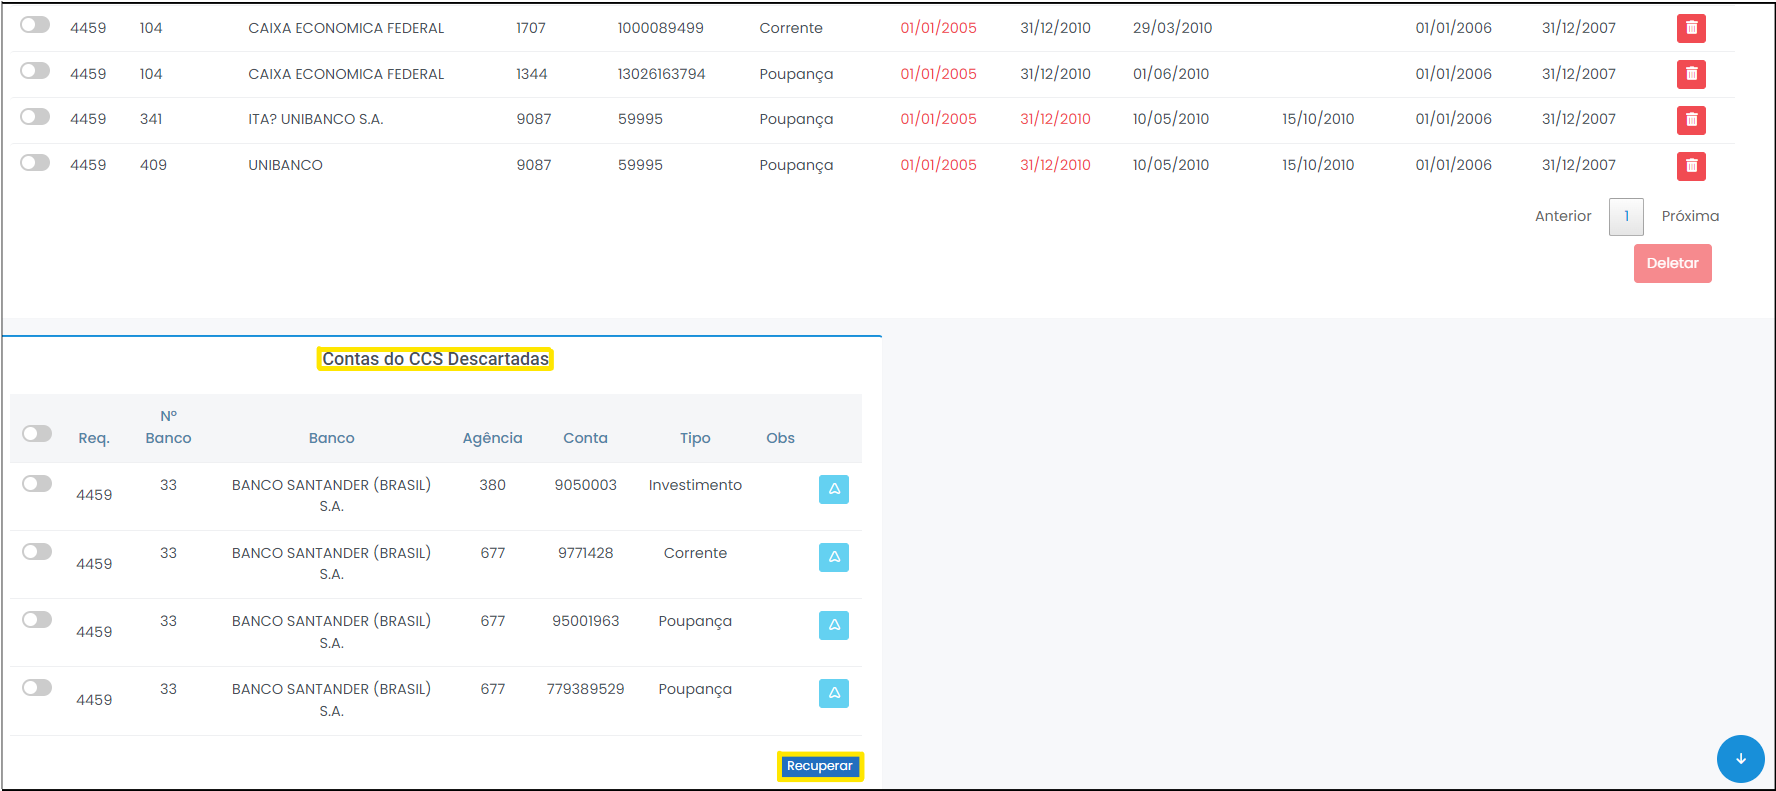 4459 104 CAIXA ECONOMICA FEDERAL 1707 1000089499 Corrente 01/01/2005 31/12/2010 29/03/2010 01/01/2006 31/12/2007
4459 104 CAIXA ECONOMICA FEDERAL 1344 13026163794 Poupança 01/01/2005 31/12/2010 01/06/2010 01/01/2006 31/12/2007
4459 341 ITA? UNIBANCO S.A. 9087 59995 Poupança 01/01/2005 31/12/2010 10/05/2010 15/10/2010 01/01/2006 31/12/2007
4459 409 UNIBANCO 9087 59995 Poupança 01/01/2005 31/12/2010 10/05/2010 15/10/2010 01/01/2006 31/12/2007
Anterior 1 Próxima
Deletar
Contas do CCS Descartadas
Req. Nº Banco Banco Agência Conta Tipo Obs
4459 33 BANCO SANTANDER (BRASIL) S.A. 380 9050003 Investimento
4459 33 BANCO SANTANDER (BRASIL) S.A. 677 9771428 Corrente
4459 33 BANCO SANTANDER (BRASIL) S.A. 677 95001963 Poupança
4459 33 BANCO SANTANDER (BRASIL) S.A. 677 779389529 Poupança
Recuperar